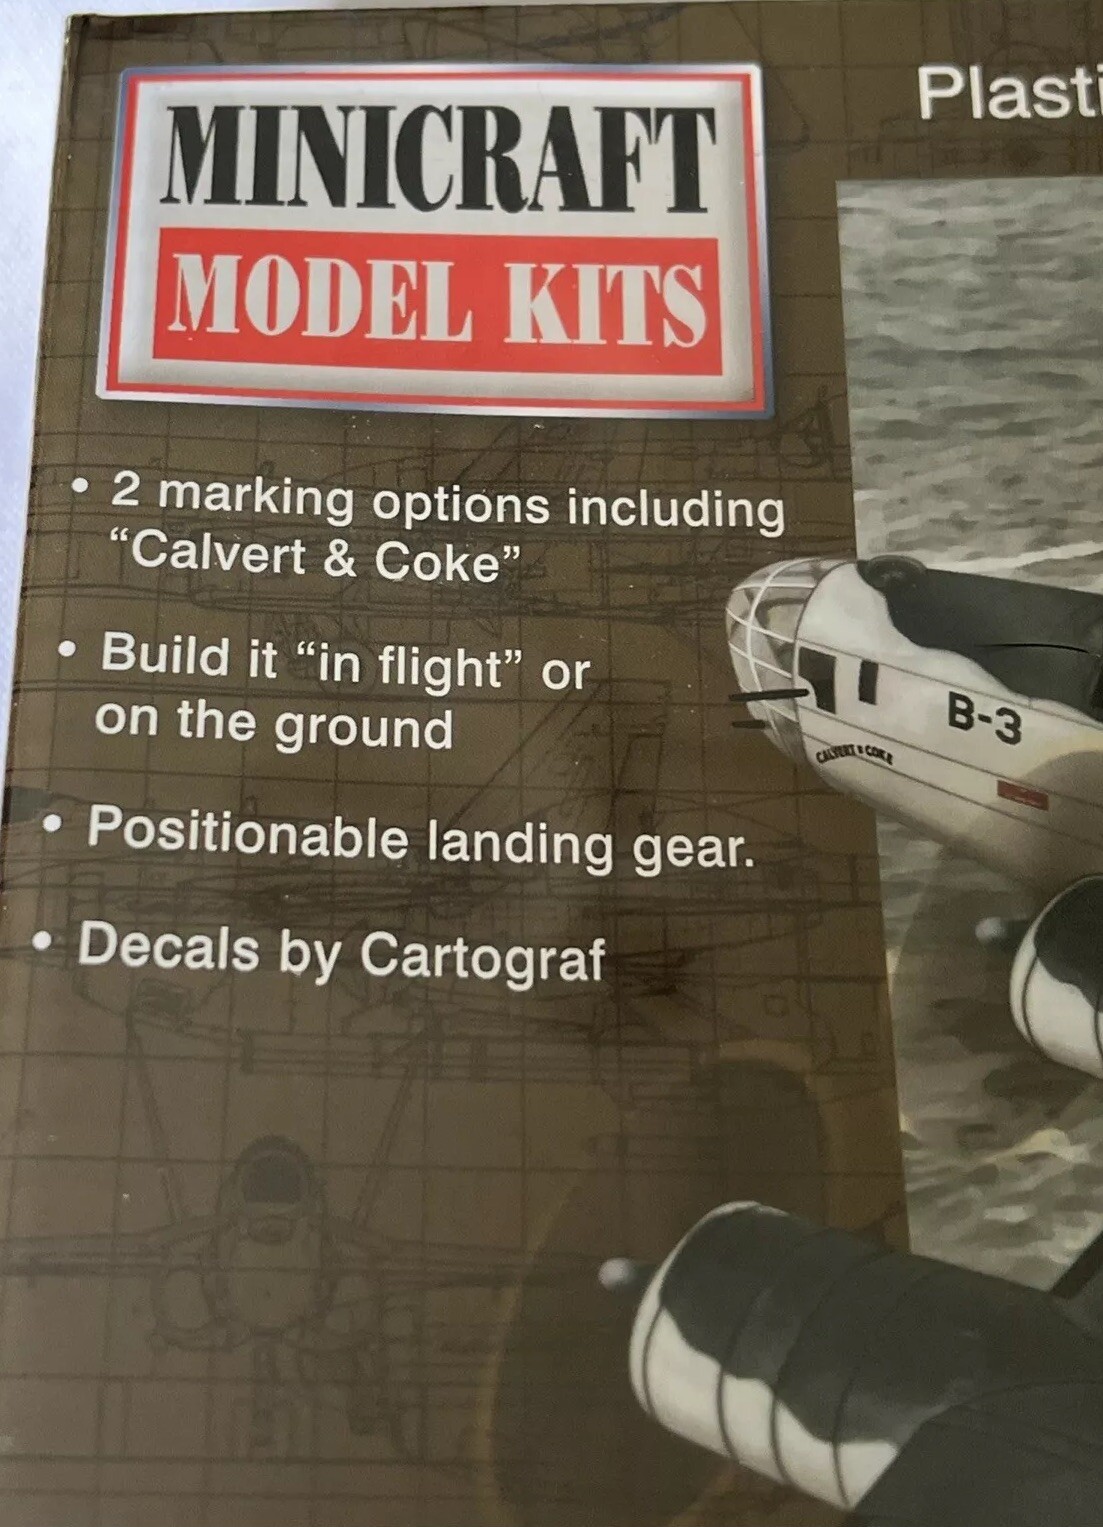 MINICRAFT
MODEL KITS
Plasti
• 2 marking options including
“Calvert & Coke”
• Build it “in flight” or
on the ground
• Positionable landing gear.
• Decals by Cartograf
B-3
CALVERT & COKE